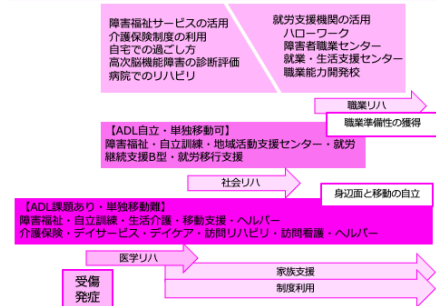 障害福祉サービスの活用
介護保険制度の利用
自宅での過ごし方
高次脳機能障害の診断評価
病院でのリハビリ
就労支援機関の活用
ハローワーク
障害者職業センター
就業・生活支援センター
職業能力開発校
職業リハ
職業準備性の獲得
【ADL自立・単独移動可】
障害福祉・自立訓練・地域活動支援センター・就労
継続支援B型・就労移行支援
社会リハ
身辺面と移動の自立
【ADL課題あり・単独移動難】
障害福祉・自立訓練・生活介護・移動支援・ヘルパー
介護保険・デイサービス・デイケア・訪問リハビリ・訪問看護・ヘルパー
医学リハ
受傷
発症
家族支援
制度利用